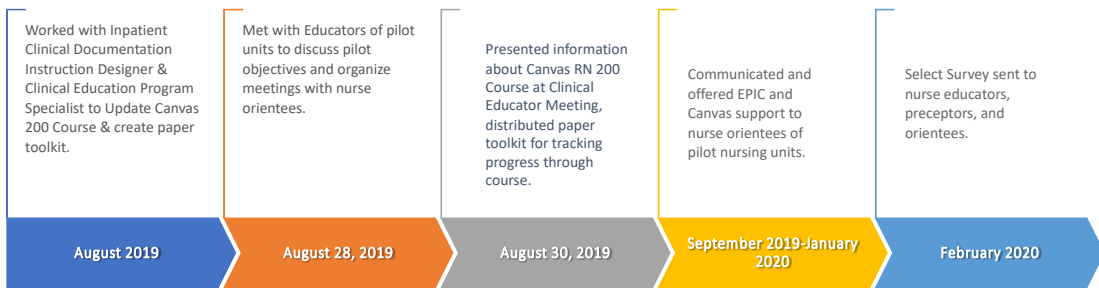 Worked with Inpatient
Clinical Documentation
Instruction Designer &
Clinical Education Program
Specialist to Update Canvas
200 Course & create paper
toolkit.
Met with Educators of pilot
units to discuss pilot
objectives and organize
meetings with nurse
orientees.
Presented information
about Canvas RN 200
Course at Clinical
Educator Meeting,
distributed paper
toolkit for tracking
progress through
course.
Communicated and
offered EPIC and
Canvas support to
nurse orientees of
pilot nursing units.
Select Survey sent to
nurse educators,
preceptors, and
orientees.
August 2019
August 28, 2019
August 30, 2019
September 2019-January
2020
February 2020